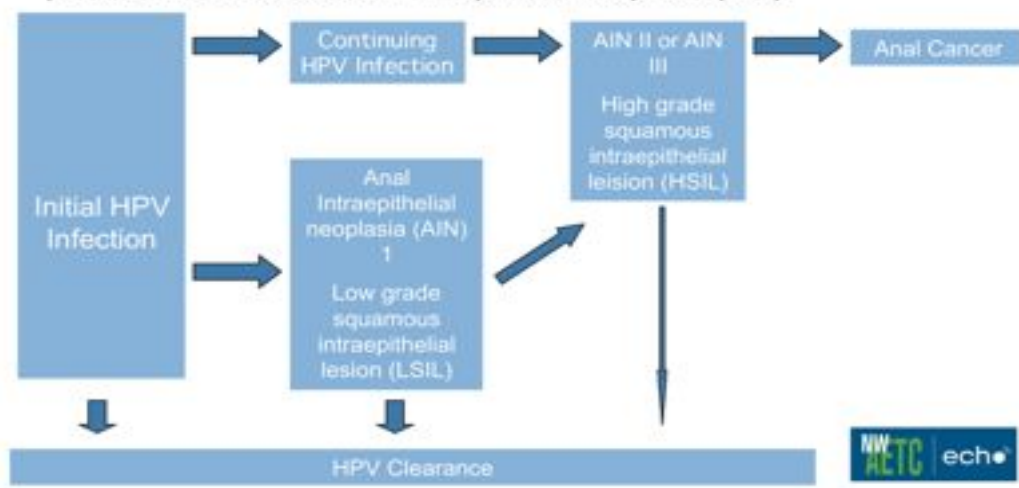 Continuing
HPV Infection
AIN II or AIN
III
High grade
squamous
intraepithelial
leision (HSIL)
Anal Cancer
Initial HPV
Infection
Anal
Intraepithelial
neoplasia (AIN)
1
Low grade
squamous
intraepithelial
lesion (LSIL)
HPV Clearance
NW
AETC
echo